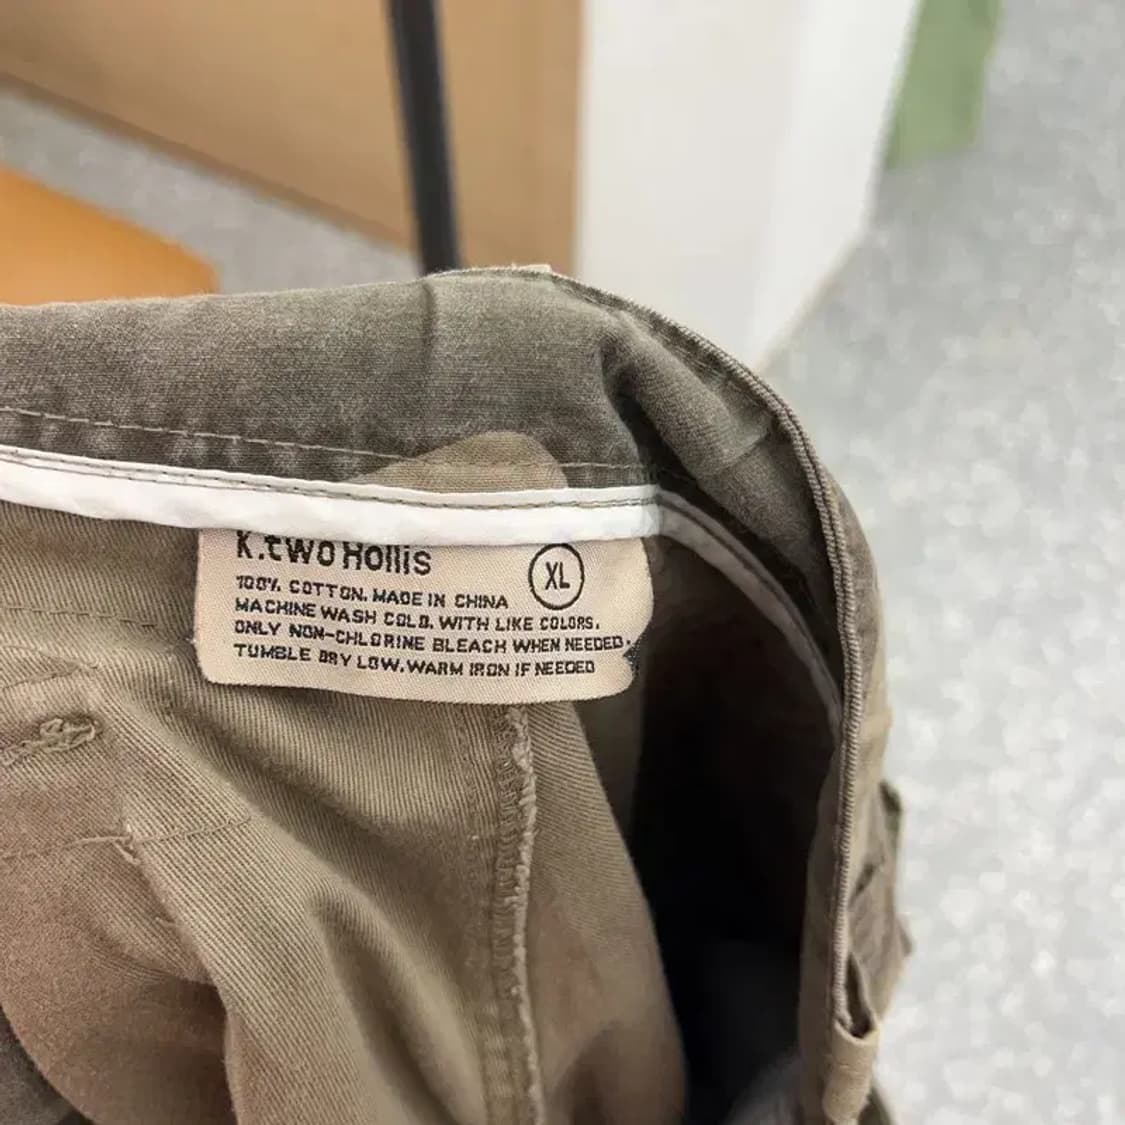 K.two Hollis
XL
100% COTTON. MADE IN CHINA
MACHINE WASH COLD. WITH LIKE COLORS.
ONLY NON-CHLORINE BLEACH WHEN NEEDED.
TUMBLE DRY LOW. WARM IRON IF NEEDED